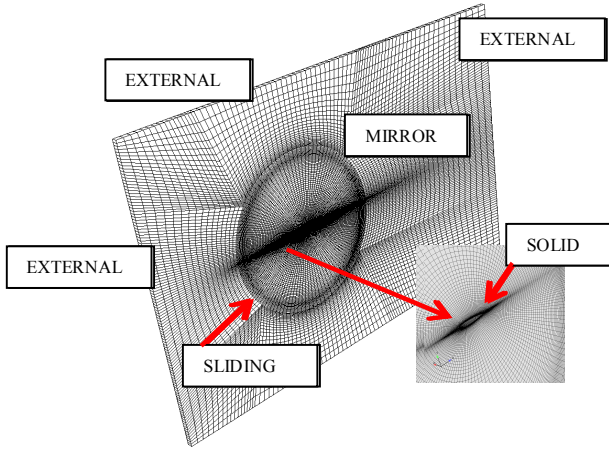 EXTERNAL
EXTERNAL
MIRROR
SOLID
EXTERNAL
SLIDING